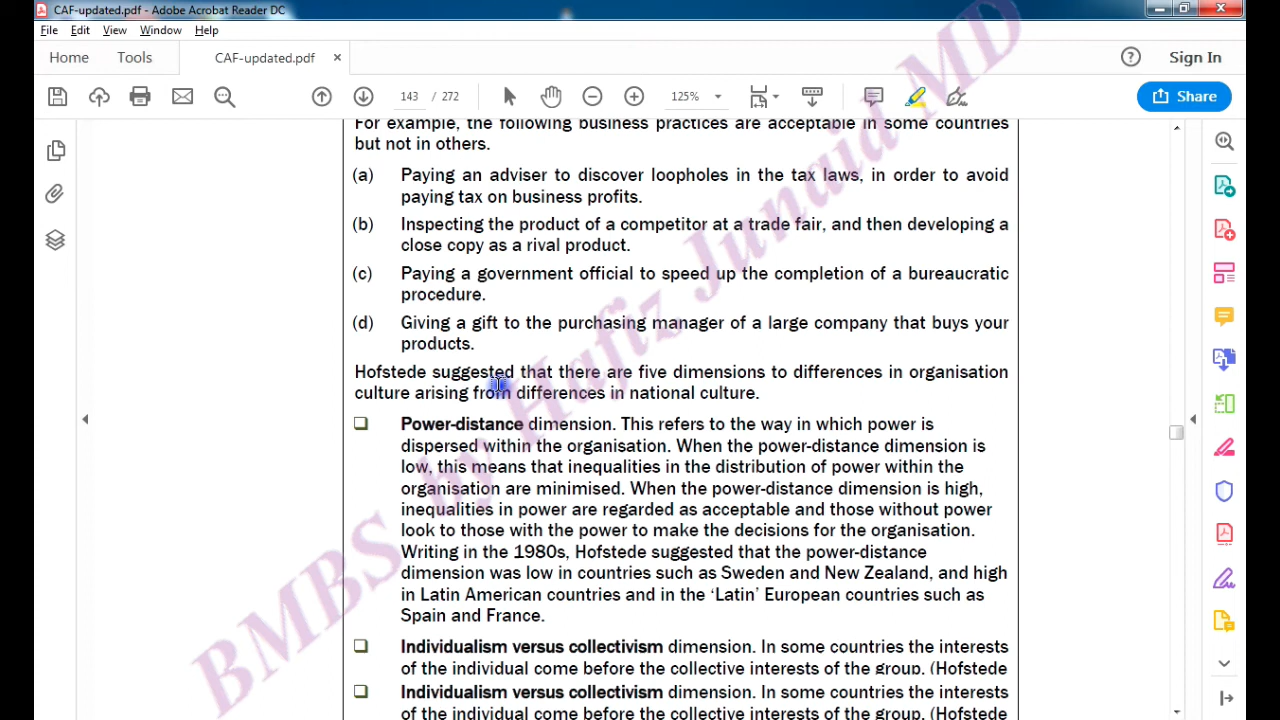 CAF-updated.pdf - Adobe Acrobat Reader DC
File Edit View Window Help
Home Tools CAF-updated.pdf × Sign In
143 / 272 125% Share
For example, the following business practices are acceptable in some countries
but not in others.
(a) Paying an adviser to discover loopholes in the tax laws, in order to avoid
paying tax on business profits.
(b) Inspecting the product of a competitor at a trade fair, and then developing a
close copy as a rival product.
(c) Paying a government official to speed up the completion of a bureaucratic
procedure.
(d) Giving a gift to the purchasing manager of a large company that buys your
products.
Hofstede suggested that there are five dimensions to differences in organisation
culture arising from differences in national culture.
Power-distance dimension. This refers to the way in which power is
dispersed within the organisation. When the power-distance dimension is
low, this means that inequalities in the distribution of power within the
organisation are minimised. When the power-distance dimension is high,
inequalities in power are regarded as acceptable and those without power
look to those with the power to make the decisions for the organisation.
Writing in the 1980s, Hofstede suggested that the power-distance
dimension was low in countries such as Sweden and New Zealand, and high
in Latin American countries and in the ‘Latin’ European countries such as
Spain and France.
Individualism versus collectivism dimension. In some countries the interests
of the individual come before the collective interests of the group. (Hofstede
Individualism versus collectivism dimension. In some countries the interests
of the individual come before the collective interests of the group. (Hofstede
BMBS by Hafiz Junaid MD